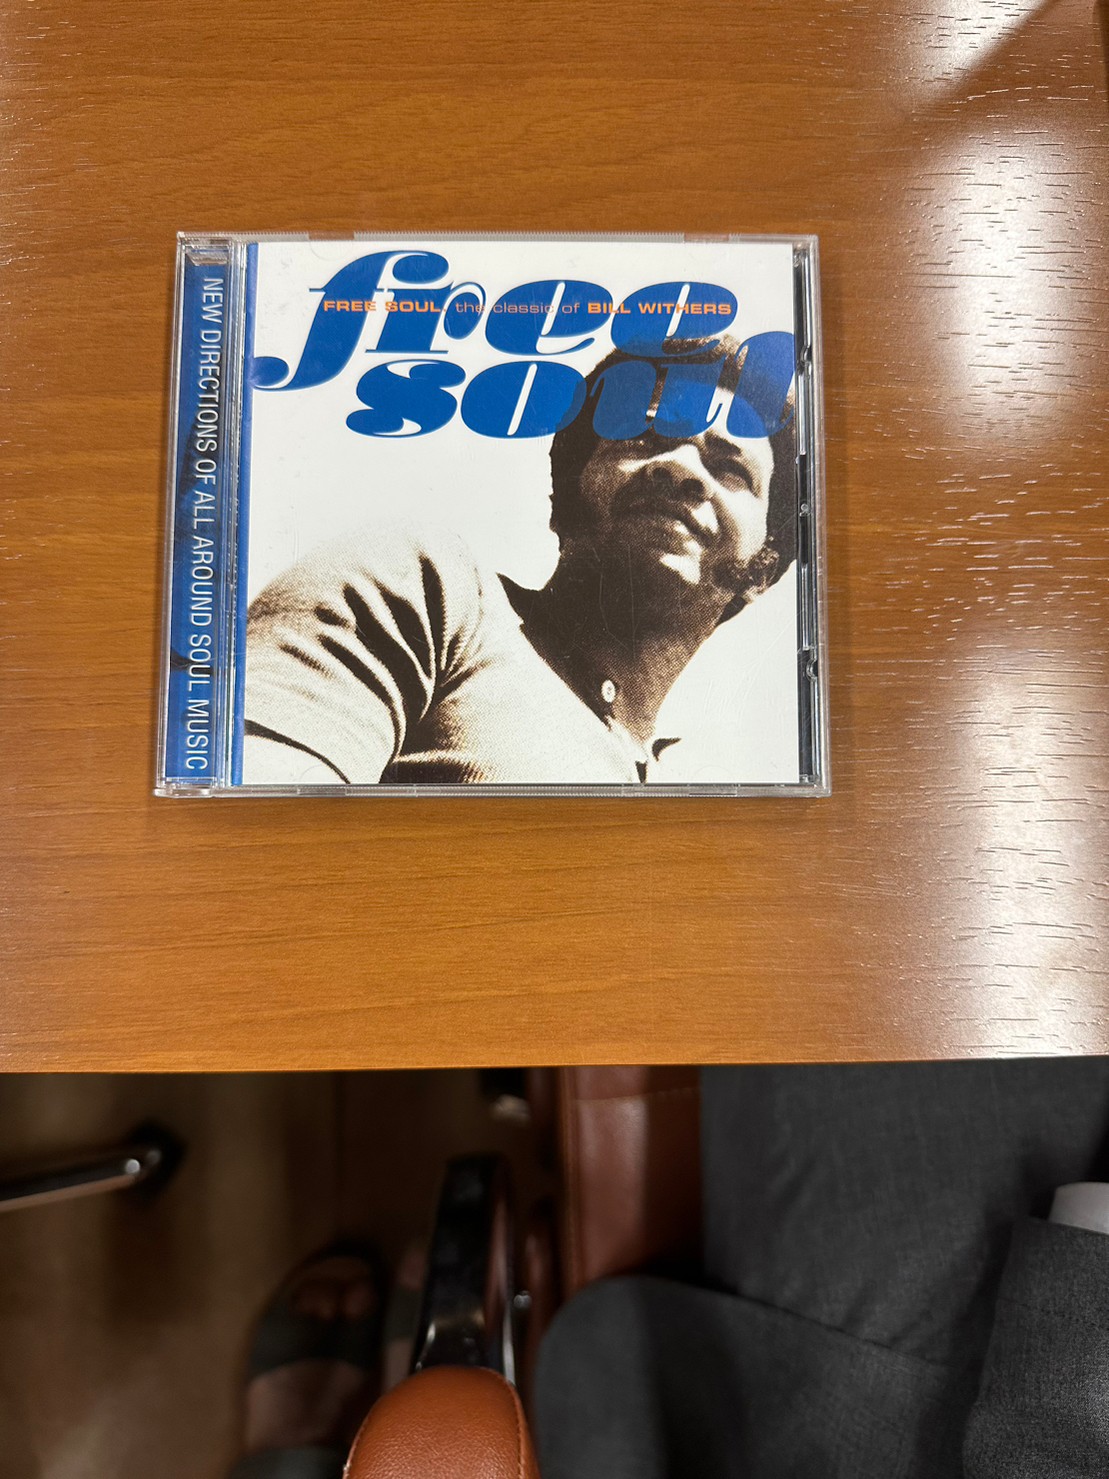 free
FREE SOUL. the classic of BILL WITHERS
soul
NEW DIRECTIONS OF ALL AROUND SOUL MUSIC